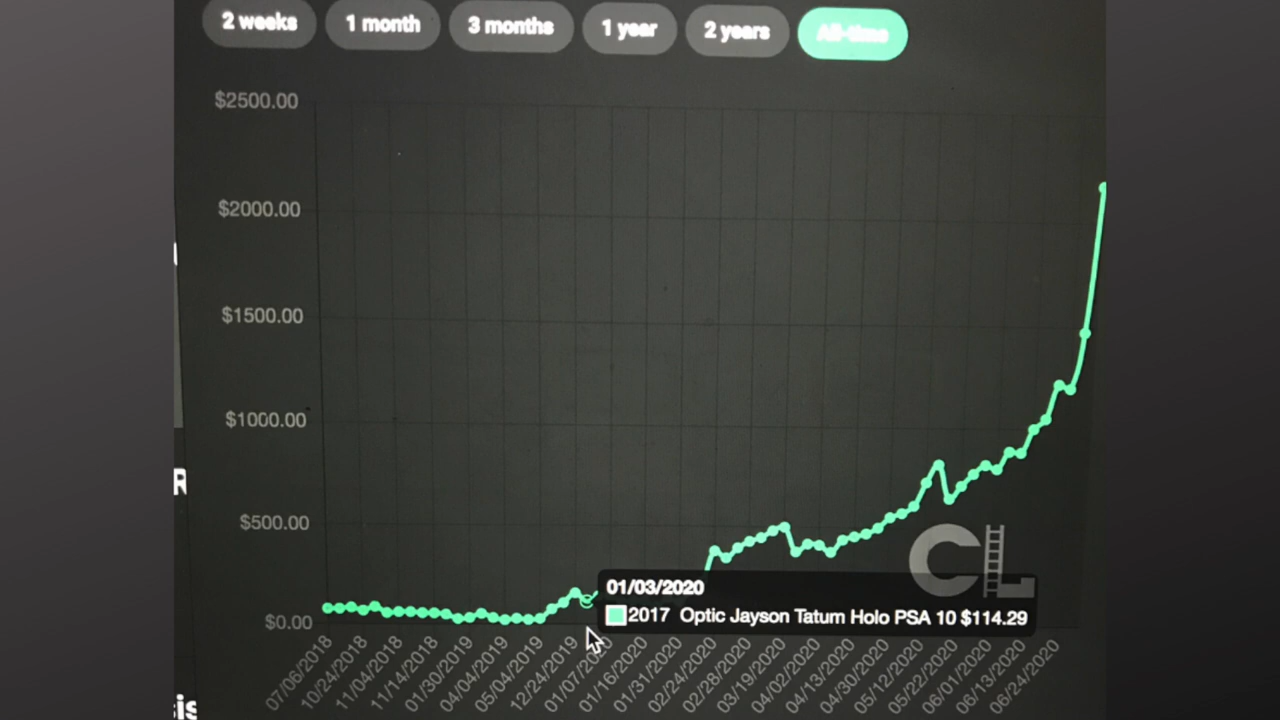 2 weeks
1 month
3 months
1 year
2 years
All-time
$2500.00
$2000.00
$1500.00
$1000.00
$500.00
$0.00
R
sis
CL
01/03/2020
2017 Optic Jayson Tatum Holo PSA 10 $114.29
07/06/2018
10/24/2018
11/04/2018
11/14/2018
01/30/2019
04/04/2019
05/04/2019
12/24/2019
01/07/2020
01/16/2020
01/31/2020
02/24/2020
02/28/2020
03/19/2020
04/02/2020
04/13/2020
04/30/2020
05/12/2020
05/22/2020
06/01/2020
06/13/2020
06/24/2020